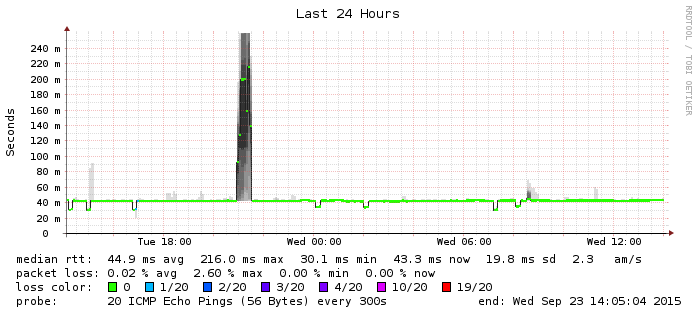 Last 24 Hours
RRDTOOL / TOBI OETIKER
Seconds
240 m
220 m
200 m
180 m
160 m
140 m
120 m
100 m
80 m
60 m
40 m
20 m
0
Tue 18:00 Wed 00:00 Wed 06:00 Wed 12:00
median rtt: 44.9 ms avg 216.0 ms max 30.1 ms min 43.3 ms now 19.8 ms sd 2.3 am/s
packet loss: 0.02 % avg 2.60 % max 0.00 % min 0.00 % now
loss color: 0 1/20 2/20 3/20 4/20 10/20 19/20
probe: 20 ICMP Echo Pings (56 Bytes) every 300s end: Wed Sep 23 14:05:04 2015